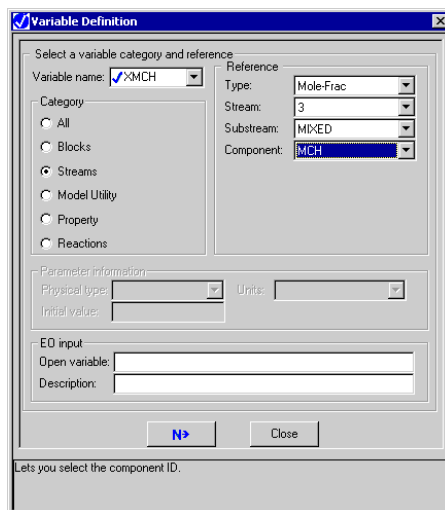 Variable Definition
Select a variable category and reference
Variable name: XMCH
Category
All
Blocks
Streams
Model Utility
Property
Reactions
Reference
Type: Mole-Frac
Stream: 3
Substream: MIXED
Component: MCH
Parameter information
Physical type: Units:
Initial value:
EO input
Open variable:
Description:
N→ Close
Lets you select the component ID.